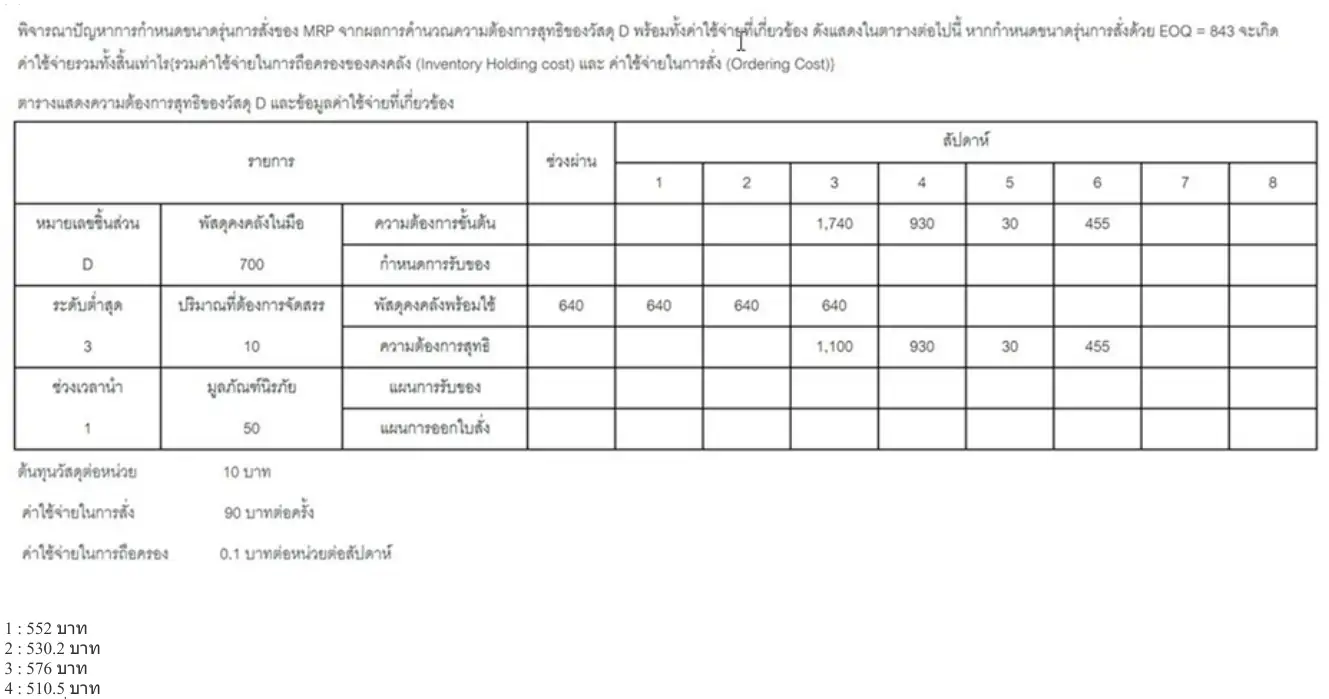 พิจารณาปัญหาการกำหนดขนาดรุ่นการสั่งของ MRP จากผลการคำนวณความต้องการสุทธิของวัสดุ D พร้อมทั้งค่าใช้จ่ายที่เกี่ยวข้อง ดังแสดงในตารางต่อไปนี้ หากกำหนดขนาดรุ่นการสั่งด้วย EOQ = 843 จะเกิด
ค่าใช้จ่ายรวมทั้งสิ้นเท่าไร{รวมค่าใช้จ่ายในการถือครองของคงคลัง (Inventory Holding cost) และ ค่าใช้จ่ายในการสั่ง (Ordering Cost)}
ตารางแสดงความต้องการสุทธิของวัสดุ D และข้อมูลค่าใช้จ่ายที่เกี่ยวข้อง
รายการ ช่วงผ่าน สัปดาห์
1 2 3 4 5 6 7 8
หมายเลขชิ้นส่วน พัสดุคงคลังในมือ ความต้องการขั้นต้น 1,740 930 30 455
D 700 กำหนดการรับของ
ระดับต่ำสุด ปริมาณที่ต้องการจัดสรร พัสดุคงคลังพร้อมใช้ 640 640 640 640
3 10 ความต้องการสุทธิ 1,100 930 30 455
ช่วงเวลานำ มูลภัณฑ์นิรภัย แผนการรับของ
1 50 แผนการออกใบสั่ง
ต้นทุนวัสดุต่อหน่วย 10 บาท
ค่าใช้จ่ายในการสั่ง 90 บาทต่อครั้ง
ค่าใช้จ่ายในการถือครอง 0.1 บาทต่อหน่วยต่อสัปดาห์
1 : 552 บาท
2 : 530.2 บาท
3 : 576 บาท
4 : 510.5 บาท